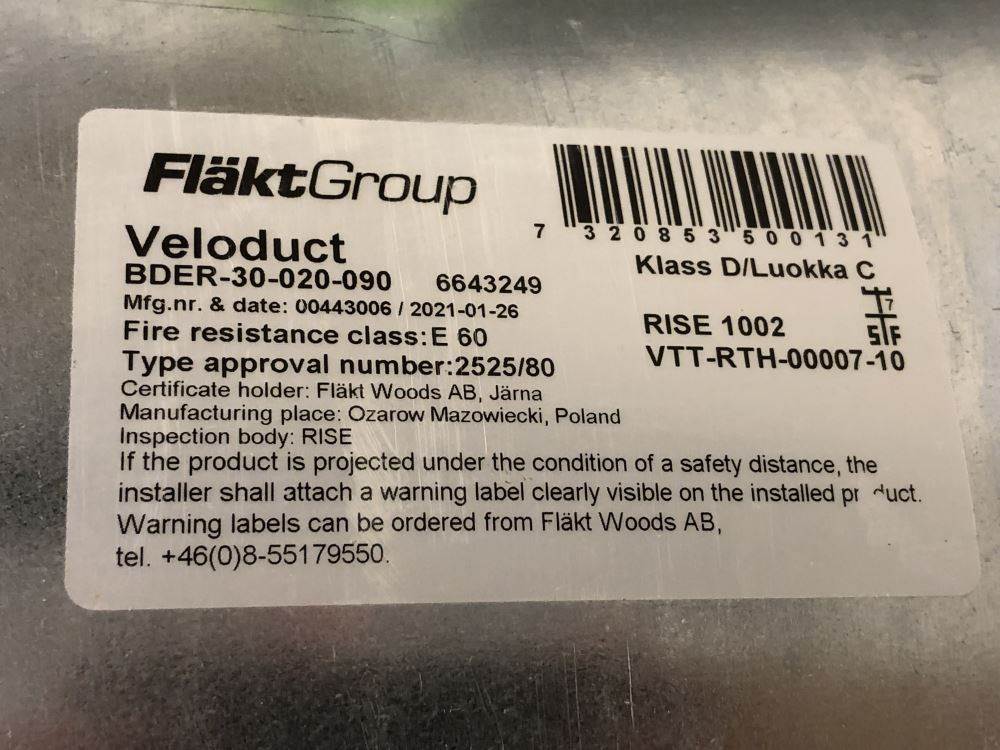 FläktGroup
7 320853 500131
Veloduct
BDER-30-020-090 6643249
Klass D/Luokka C
Mfg.nr. & date: 00443006 / 2021-01-26
Fire resistance class:E 60
RISE 1002
7
STF
Type approval number:2525/80
VTT-RTH-00007-10
Certificate holder: Fläkt Woods AB, Järna
Manufacturing place: Ozarow Mazowiecki, Poland
Inspection body: RISE
If the product is projected under the condition of a safety distance, the
installer shall attach a warning label clearly visible on the installed
Warning labels can be ordered from Fläkt Woods AB,
tel. +46(0)8-55179550.